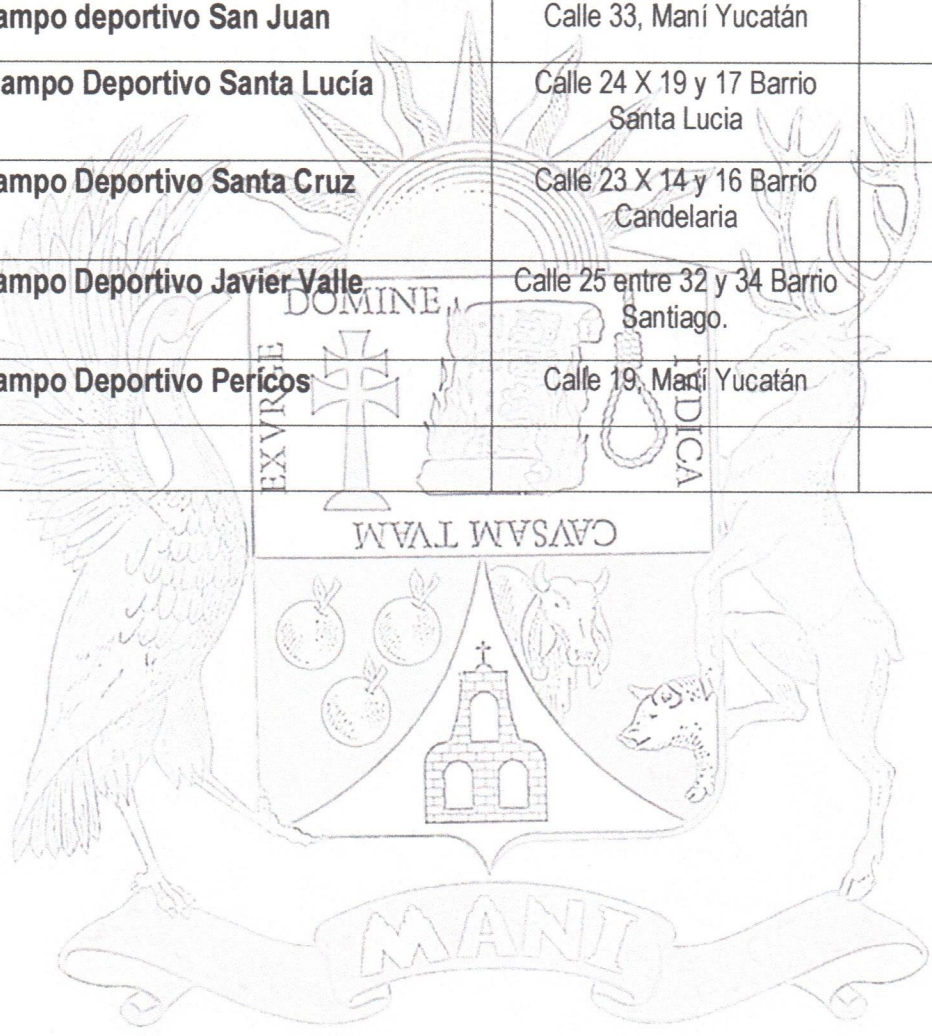 ampo deportivo San Juan
Calle 33, Maní Yucatán
ampo Deportivo Santa Lucía
Calle 24 X 19 y 17 Barrio
Santa Lucia
ampo Deportivo Santa Cruz
Calle 23 X 14 y 16 Barrio
Candelaria
ampo Deportivo Javier Valle
Calle 25 entre 32 y 34 Barrio
Santiago.
ampo Deportivo Pericos
Calle 19, Maní Yucatán
EXVRGE
DOMINE
IVDICA
CAVSAM TVAM
MANI